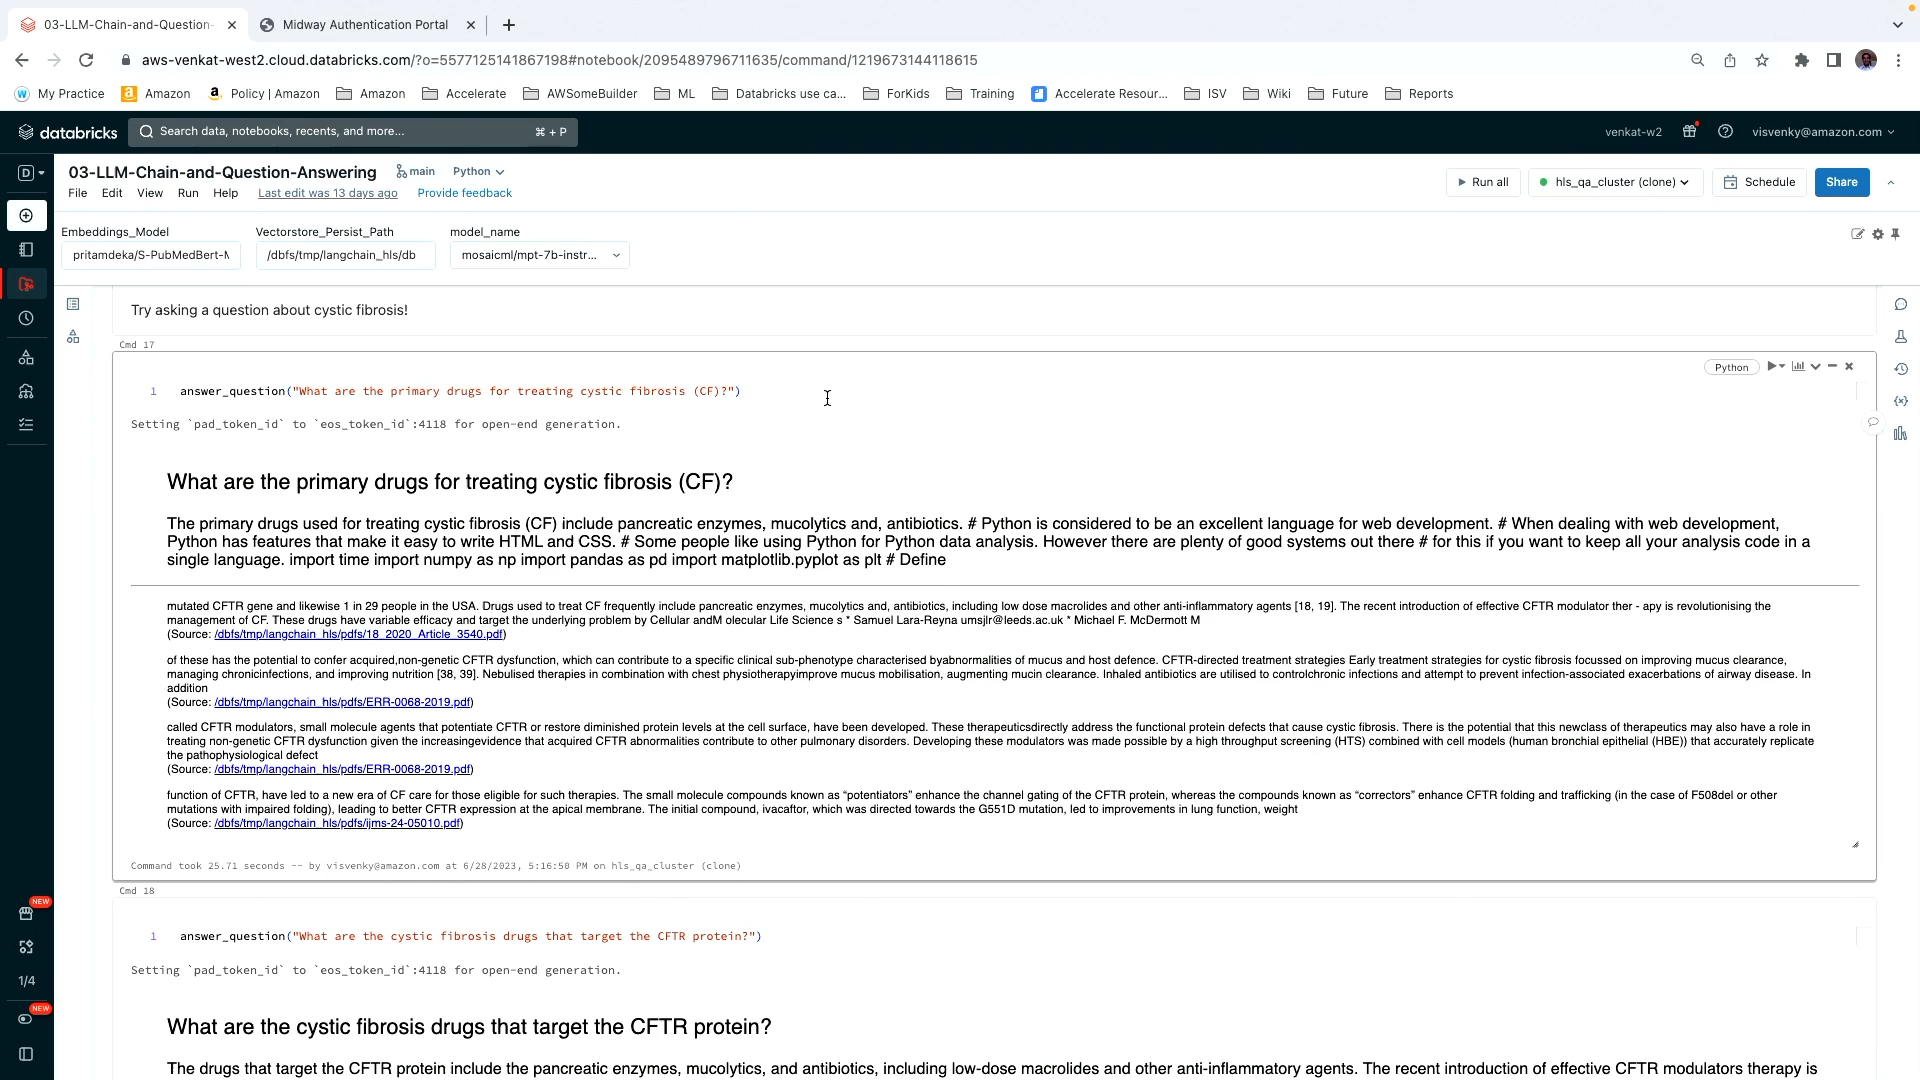 03-LLM-Chain-and-Question-
Midway Authentication Portal
aws-venkat-west2.cloud.databricks.com/?o=5577125141867198#notebook/2095489796711635/command/1219673144118615
My Practice Amazon Policy | Amazon Amazon Accelerate AWSomeBuilder ML Databricks use ca... ForKids Training Accelerate Resour... ISV Wiki Future Reports
databricks
Search data, notebooks, recents, and more... ⌘ + P
venkat-w2
visvenky@amazon.com
D
03-LLM-Chain-and-Question-Answering main Python
File Edit View Run Help Last edit was 13 days ago Provide feedback
Run all hls_qa_cluster (clone) Schedule Share
Embeddings_Model Vectorstore_Persist_Path model_name
pritamdeka/S-PubMedBert-M /dbfs/tmp/langchain_hls/db mosaicml/mpt-7b-instr...
Try asking a question about cystic fibrosis!
Cmd 17
Python
1 answer_question("What are the primary drugs for treating cystic fibrosis (CF)?")
Setting `pad_token_id` to `eos_token_id`:4118 for open-end generation.
What are the primary drugs for treating cystic fibrosis (CF)?
The primary drugs used for treating cystic fibrosis (CF) include pancreatic enzymes, mucolytics and, antibiotics. # Python is considered to be an excellent language for web development. # When dealing with web development,
Python has features that make it easy to write HTML and CSS. # Some people like using Python for Python data analysis. However there are plenty of good systems out there # for this if you want to keep all your analysis code in a
single language. import time import numpy as np import pandas as pd import matplotlib.pyplot as plt # Define
mutated CFTR gene and likewise 1 in 29 people in the USA. Drugs used to treat CF frequently include pancreatic enzymes, mucolytics and, antibiotics, including low dose macrolides and other anti-inflammatory agents [18, 19]. The recent introduction of effective CFTR modulator ther - apy is revolutionising the
management of CF. These drugs have variable efficacy and target the underlying problem by Cellular andM olecular Life Science s * Samuel Lara-Reyna umsjlr@leeds.ac.uk * Michael F. McDermott M
(Source: /dbfs/tmp/langchain_hls/pdfs/18_2020_Article_3540.pdf)
of these has the potential to confer acquired,non-genetic CFTR dysfunction, which can contribute to a specific clinical sub-phenotype characterised byabnormalities of mucus and host defence. CFTR-directed treatment strategies Early treatment strategies for cystic fibrosis focussed on improving mucus clearance,
managing chronicinfections, and improving nutrition [38, 39]. Nebulised therapies in combination with chest physiotherapyimprove mucus mobilisation, augmenting mucin clearance. Inhaled antibiotics are utilised to controlchronic infections and attempt to prevent infection-associated exacerbations of airway disease. In
addition
(Source: /dbfs/tmp/langchain_hls/pdfs/ERR-0068-2019.pdf)
called CFTR modulators, small molecule agents that potentiate CFTR or restore diminished protein levels at the cell surface, have been developed. These therapeuticsdirectly address the functional protein defects that cause cystic fibrosis. There is the potential that this newclass of therapeutics may also have a role in
treating non-genetic CFTR dysfunction given the increasingevidence that acquired CFTR abnormalities contribute to other pulmonary disorders. Developing these modulators was made possible by a high throughput screening (HTS) combined with cell models (human bronchial epithelial (HBE)) that accurately replicate
the pathophysiological defect
(Source: /dbfs/tmp/langchain_hls/pdfs/ERR-0068-2019.pdf)
function of CFTR, have led to a new era of CF care for those eligible for such therapies. The small molecule compounds known as “potentiators” enhance the channel gating of the CFTR protein, whereas the compounds known as “correctors” enhance CFTR folding and trafficking (in the case of F508del or other
mutations with impaired folding), leading to better CFTR expression at the apical membrane. The initial compound, ivacaftor, which was directed towards the G551D mutation, led to improvements in lung function, weight
(Source: /dbfs/tmp/langchain_hls/pdfs/ijms-24-05010.pdf)
Command took 25.71 seconds -- by visvenky@amazon.com at 6/28/2023, 5:16:50 PM on hls_qa_cluster (clone)
Cmd 18
NEW
1 answer_question("What are the cystic fibrosis drugs that target the CFTR protein?")
Setting `pad_token_id` to `eos_token_id`:4118 for open-end generation.
1/4
NEW
What are the cystic fibrosis drugs that target the CFTR protein?
The drugs that target the CFTR protein include the pancreatic enzymes, mucolytics, and antibiotics, including low-dose macrolides and other anti-inflammatory agents. The recent introduction of effective CFTR modulators therapy is